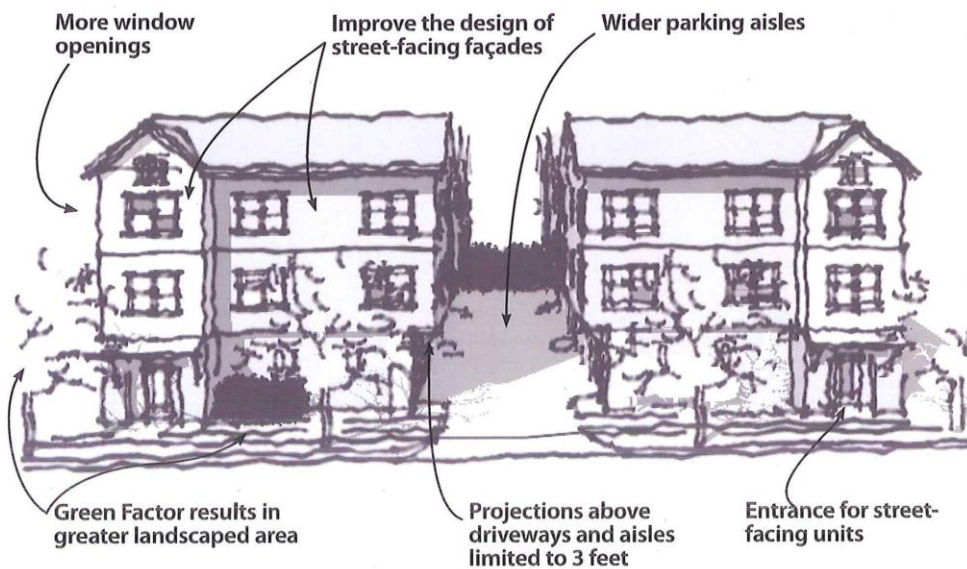 More window
openings
Improve the design of
street-facing façades
Wider parking aisles
Green Factor results in
greater landscaped area
Projections above
driveways and aisles
limited to 3 feet
Entrance for street-
facing units